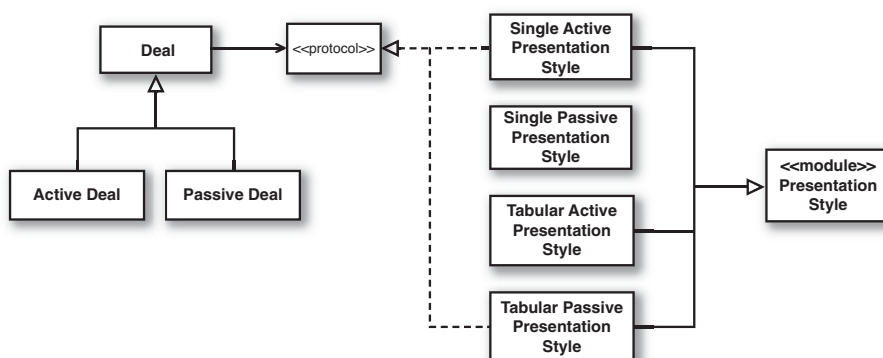 Deal
<<protocol>>
Single Active
Presentation
Style
Single Passive
Presentation
Style
<<module>>
Presentation
Style
Active Deal
Passive Deal
Tabular Active
Presentation
Style
Tabular Passive
Presentation
Style